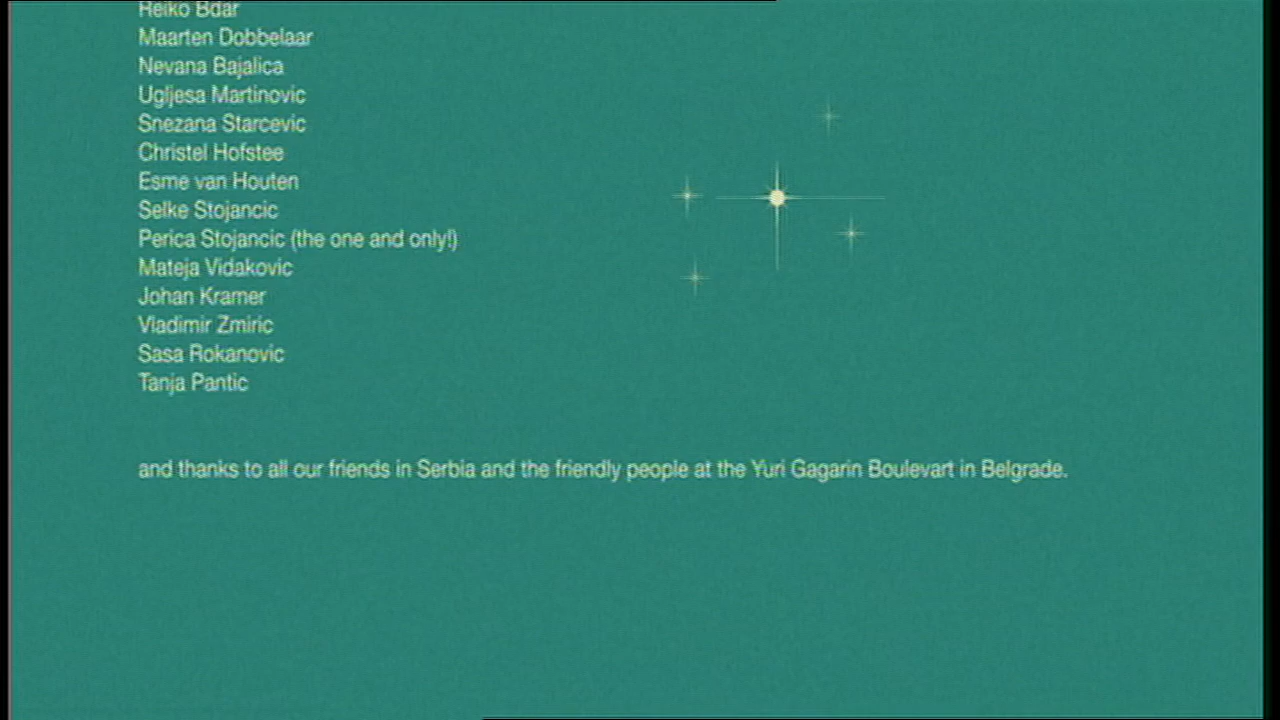 Reiko Bdar
Maarten Dobbelaar
Nevana Bajalica
Ugljesa Martinovic
Snezana Starcevic
Christel Hofstee
Esme van Houten
Selke Stojancic
Perica Stojancic (the one and only!)
Mateja Vidakovic
Johan Kramer
Vladimir Zmiric
Sasa Rokanovic
Tanja Pantic
and thanks to all our friends in Serbia and the friendly people at the Yuri Gagarin Boulevart in Belgrade.